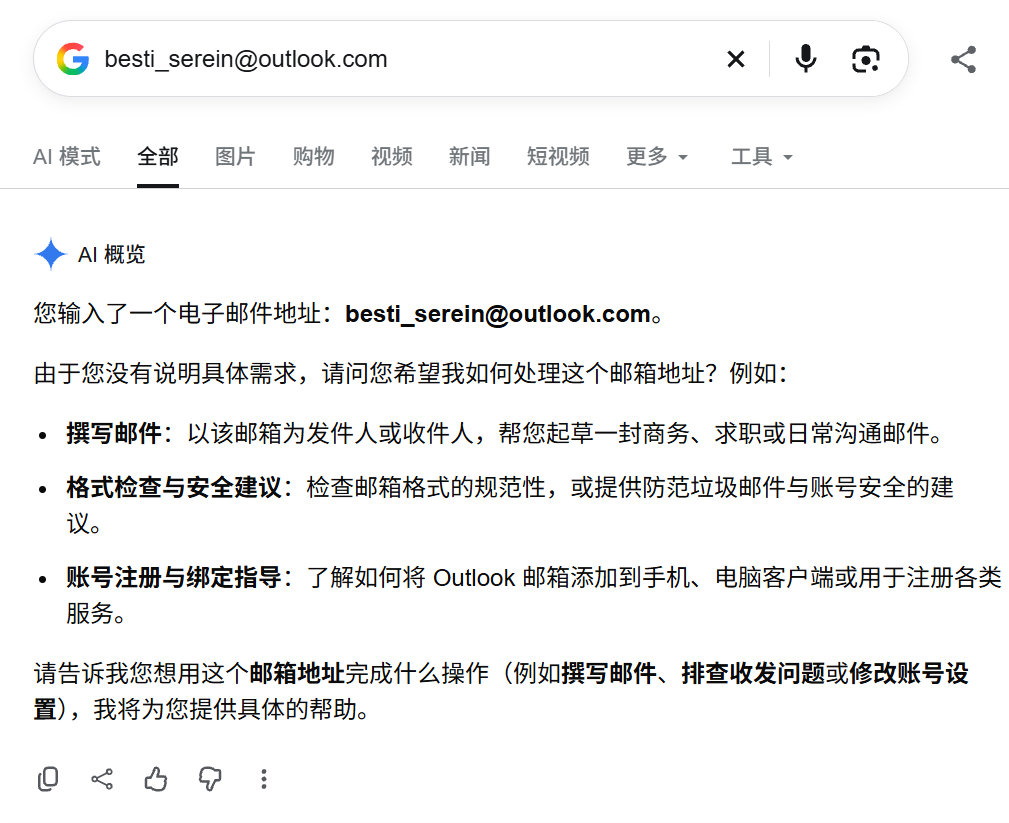 besti_serein@outlook.com
AI 模式 全部 图片 购物 视频 新闻 短视频 更多 工具
AI 概览
您输入了一个电子邮件地址：besti_serein@outlook.com。
由于您没有说明具体需求，请问您希望我如何处理这个邮箱地址？例如：
• 撰写邮件：以该邮箱为发件人或收件人，帮您起草一封商务、求职或日常沟通邮件。
• 格式检查与安全建议：检查邮箱格式的规范性，或提供防范垃圾邮件与账号安全的建
议。
• 账号注册与绑定指导：了解如何将 Outlook 邮箱添加到手机、电脑客户端或用于注册各类
服务。
请告诉我您想用这个邮箱地址完成什么操作（例如撰写邮件、排查收发问题或修改账号设
置），我将为您提供具体的帮助。